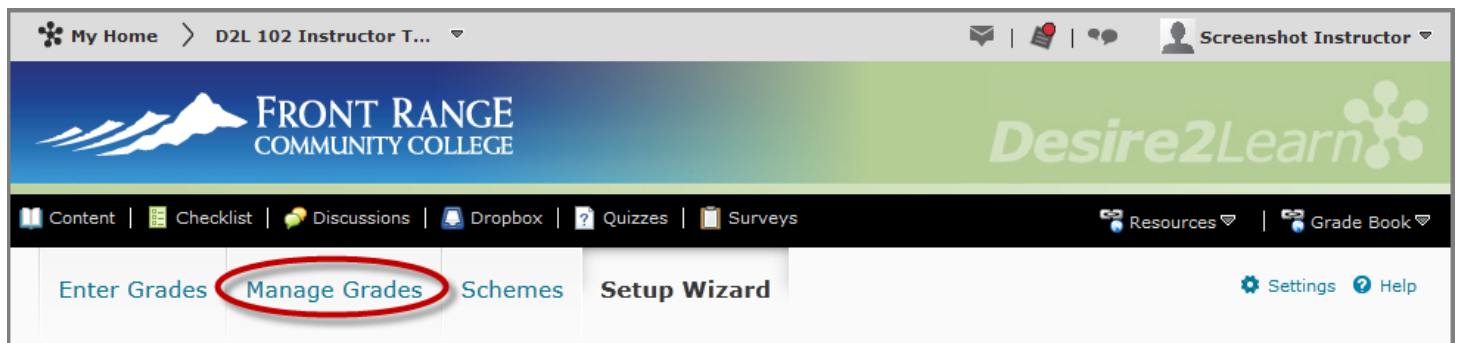 My Home D2L 102 Instructor T... Screenshot Instructor
FRONT RANGE
COMMUNITY COLLEGE
Desire2Learn
Content | Checklist | Discussions | Dropbox | Quizzes | Surveys Resources | Grade Book
Enter Grades Manage Grades Schemes Setup Wizard Settings Help